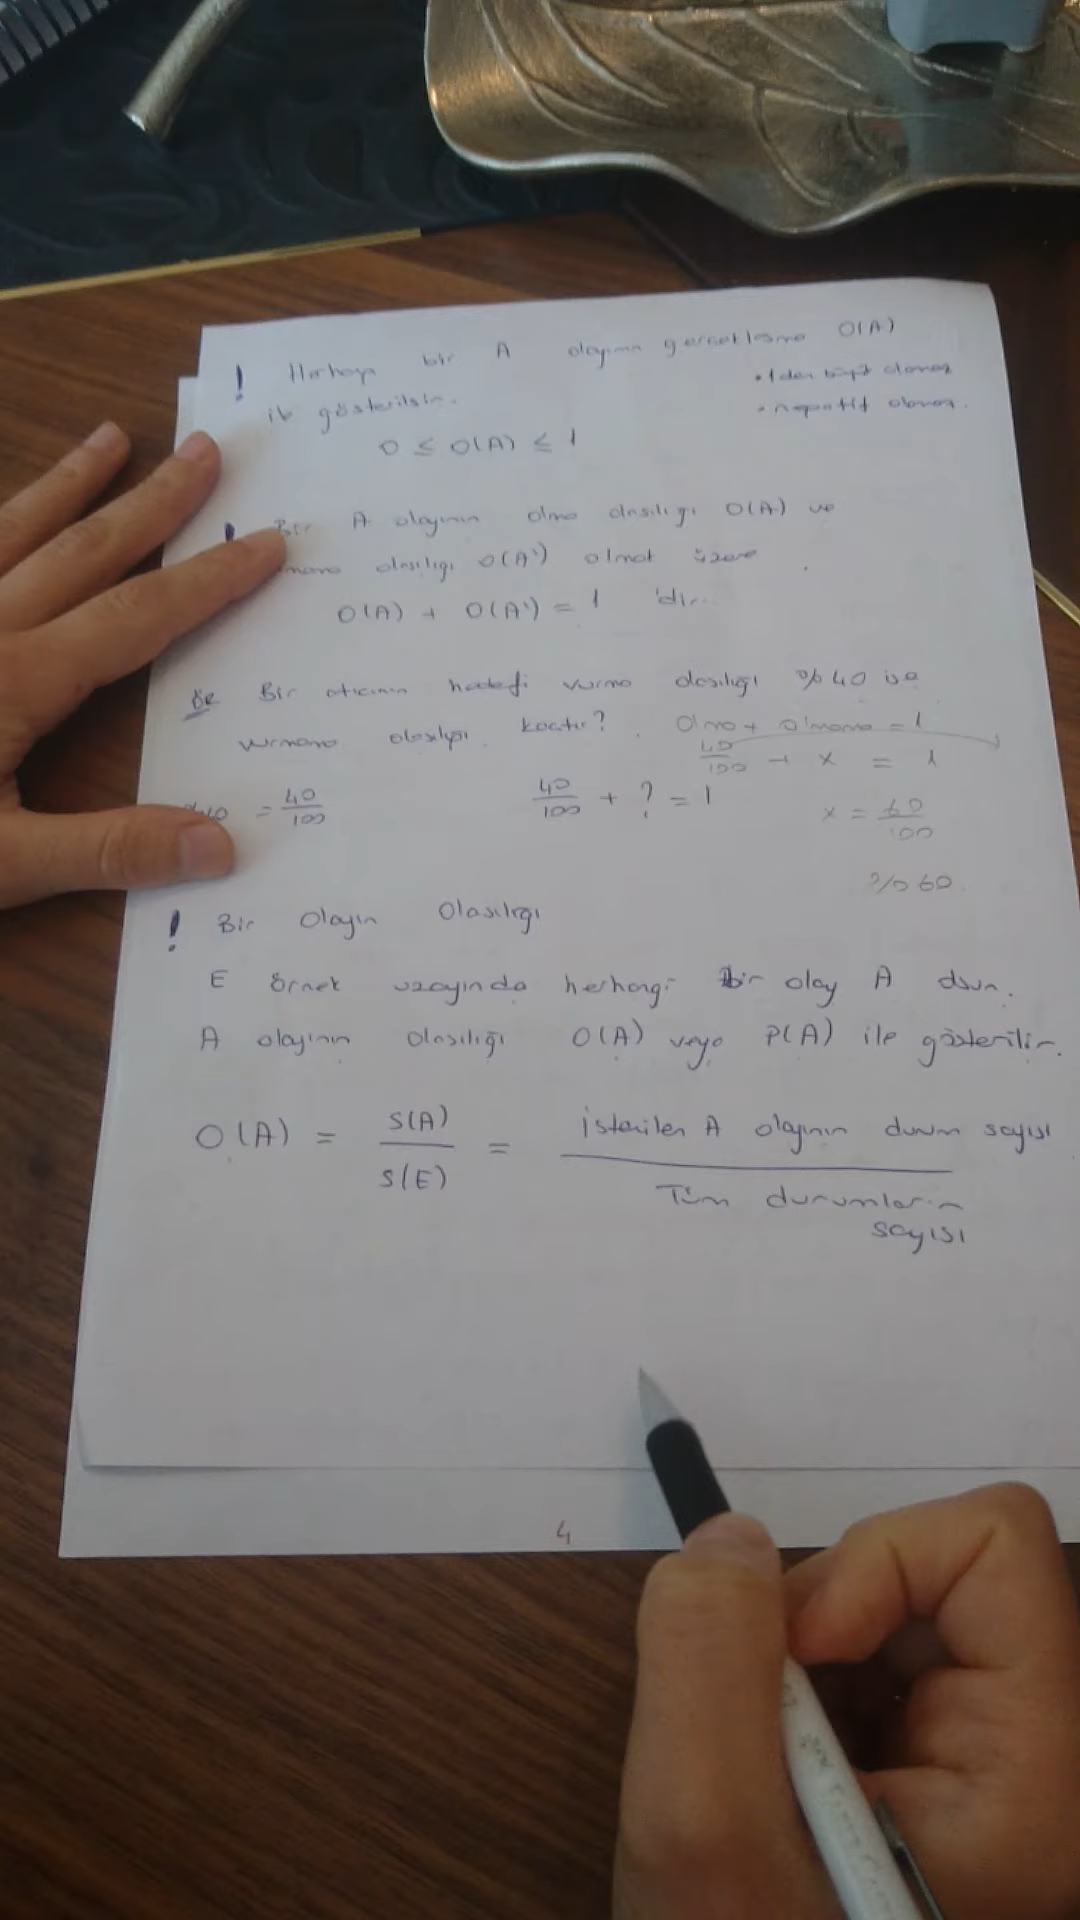 ! Herhangi bir A olayının gerçekleşme O(A)
ile gösterilsin.
• 1 den büyük olamaz
• negatif olamaz.
0 ≤ O(A) ≤ 1
! Bir A olayının olma olasılığı O(A) ve
olasılığı O(A') olmak üzere
O(A) + O(A') = 1 'dir.
ör Bir atıcının hedefi vurma olasılığı %40 ise
vurmama olasılığı kaçtır?
Olma + Olmama = 1
40/100 + x = 1
%40 = 40/100
40/100 + ? = 1
x = 60/100
%60
! Bir Olayın Olasılığı
E örnek uzayında herhangi bir olay A olsun.
A olayının olasılığı O(A) veya P(A) ile gösterilir.
O(A) = s(A)/s(E) = istenilen A olayının durum sayısı / Tüm durumların sayısı
4